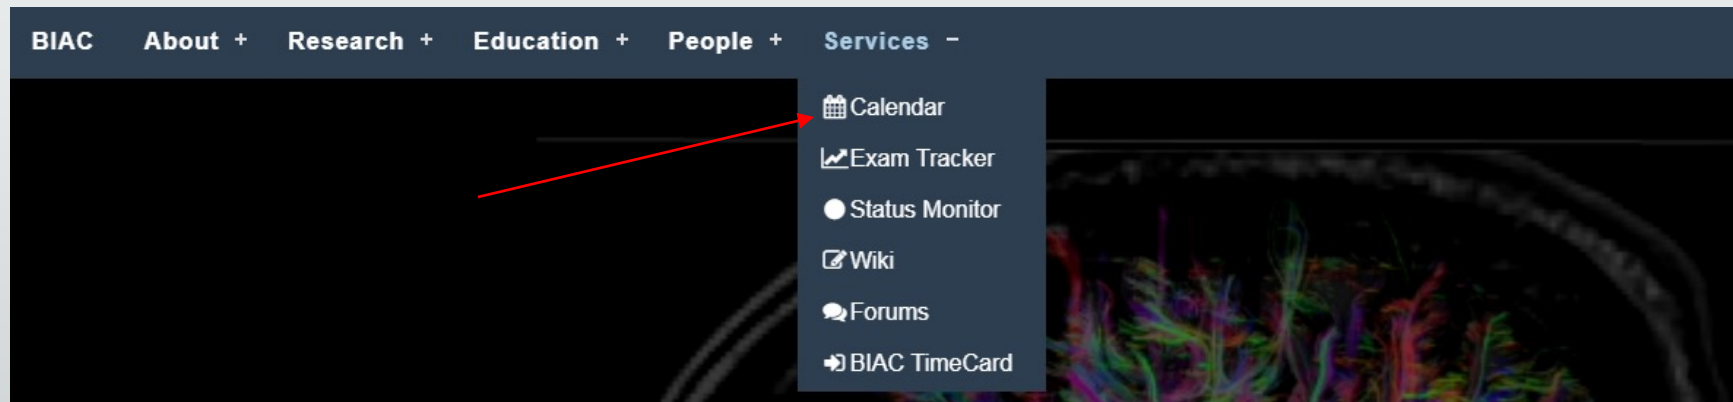 BIAC About + Research + Education + People + Services −
Calendar
Exam Tracker
Status Monitor
Wiki
Forums
BIAC TimeCard